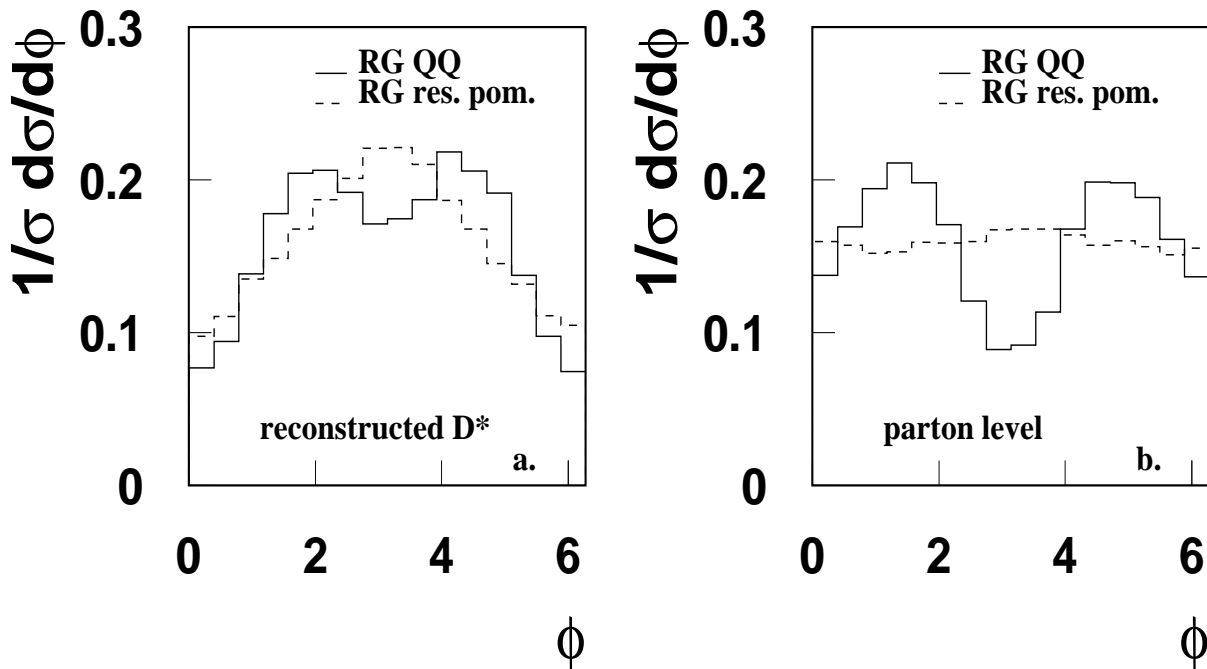 1/σ dσ/dϕ
0.3
0.2
0.1
0
RG QQ
RG res. pom.
reconstructed D*
a.
0 2 4 6
ϕ
1/σ dσ/dϕ
0.3
0.2
0.1
0
RG QQ
RG res. pom.
parton level
b.
0 2 4 6
ϕ